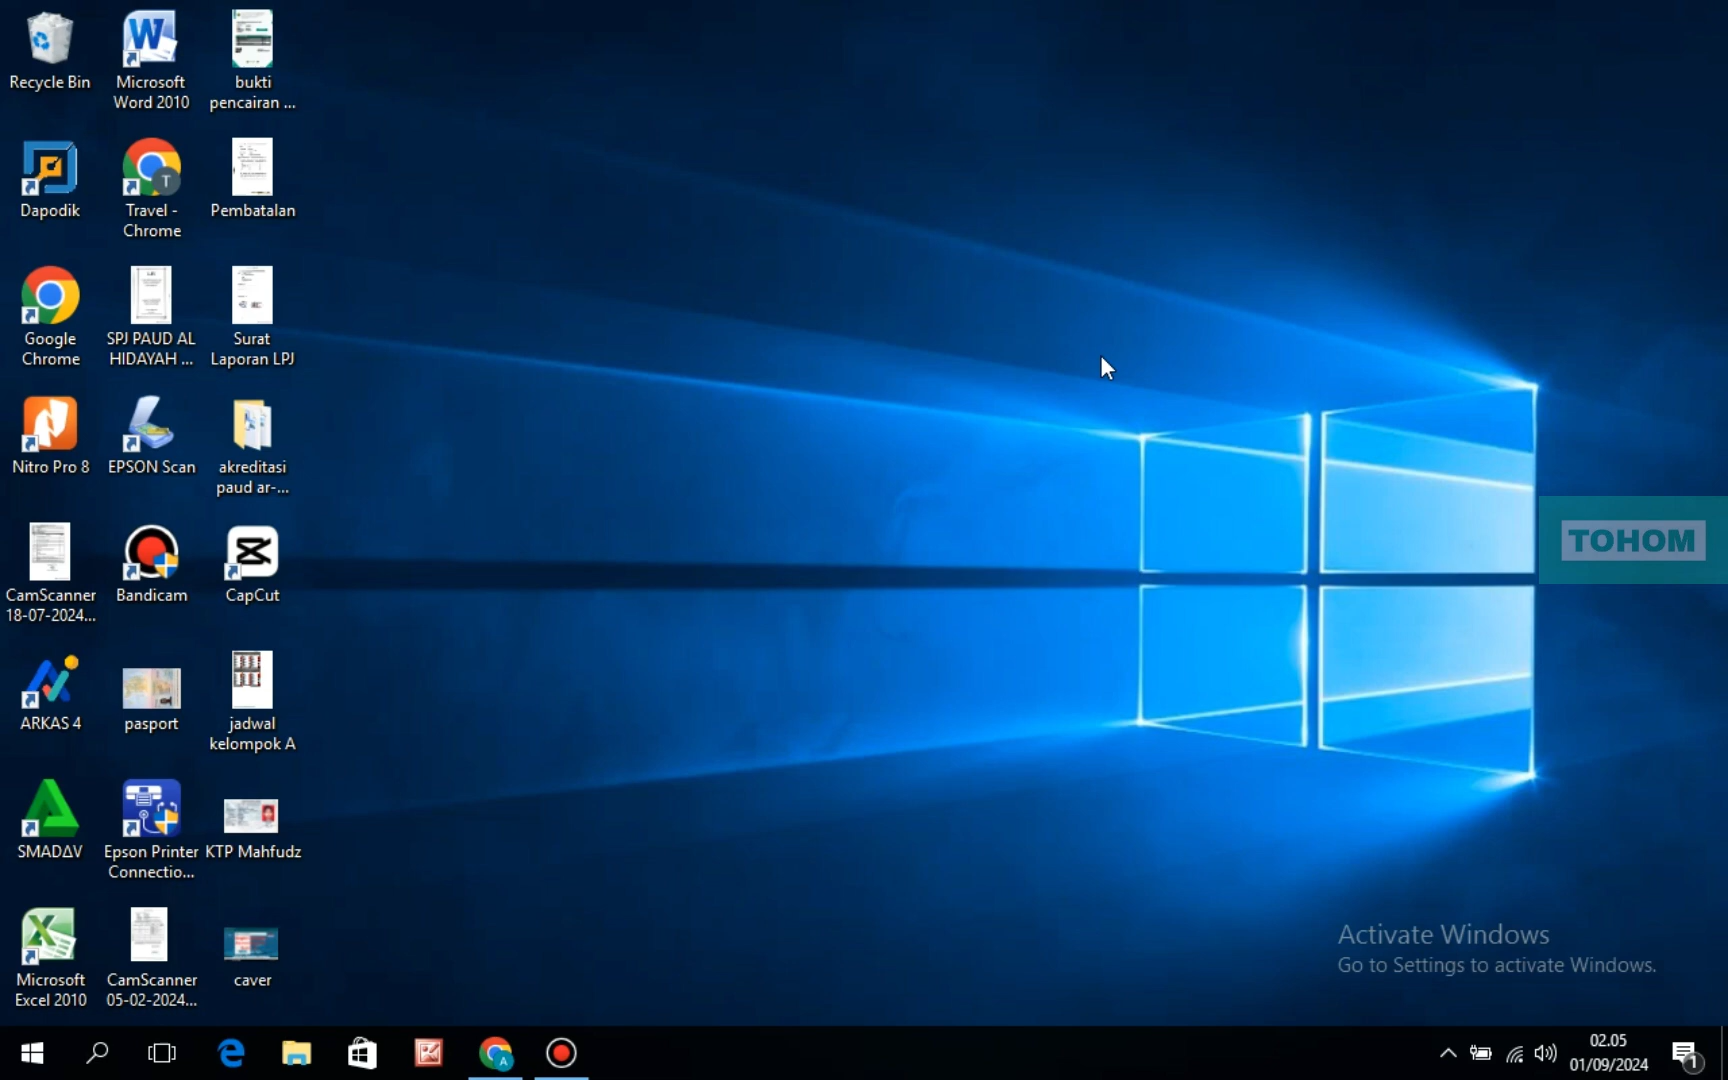 Recycle Bin
Microsoft
Word 2010
bukti
pencairan ...
Dapodik
Travel -
Chrome
Pembatalan
Google
Chrome
SPJ PAUD AL
HIDAYAH ...
Surat
Laporan LPJ
Nitro Pro 8
EPSON Scan
akreditasi
paud ar-...
CamScanner
18-07-2024...
Bandicam
CapCut
ARKAS 4
pasport
jadwal
kelompok A
SMADΔV
Epson Printer
Connectio...
KTP Mahfudz
Microsoft
Excel 2010
CamScanner
05-02-2024...
caver
TOHOM
Activate Windows
Go to Settings to activate Windows.
02.05
01/09/2024
1